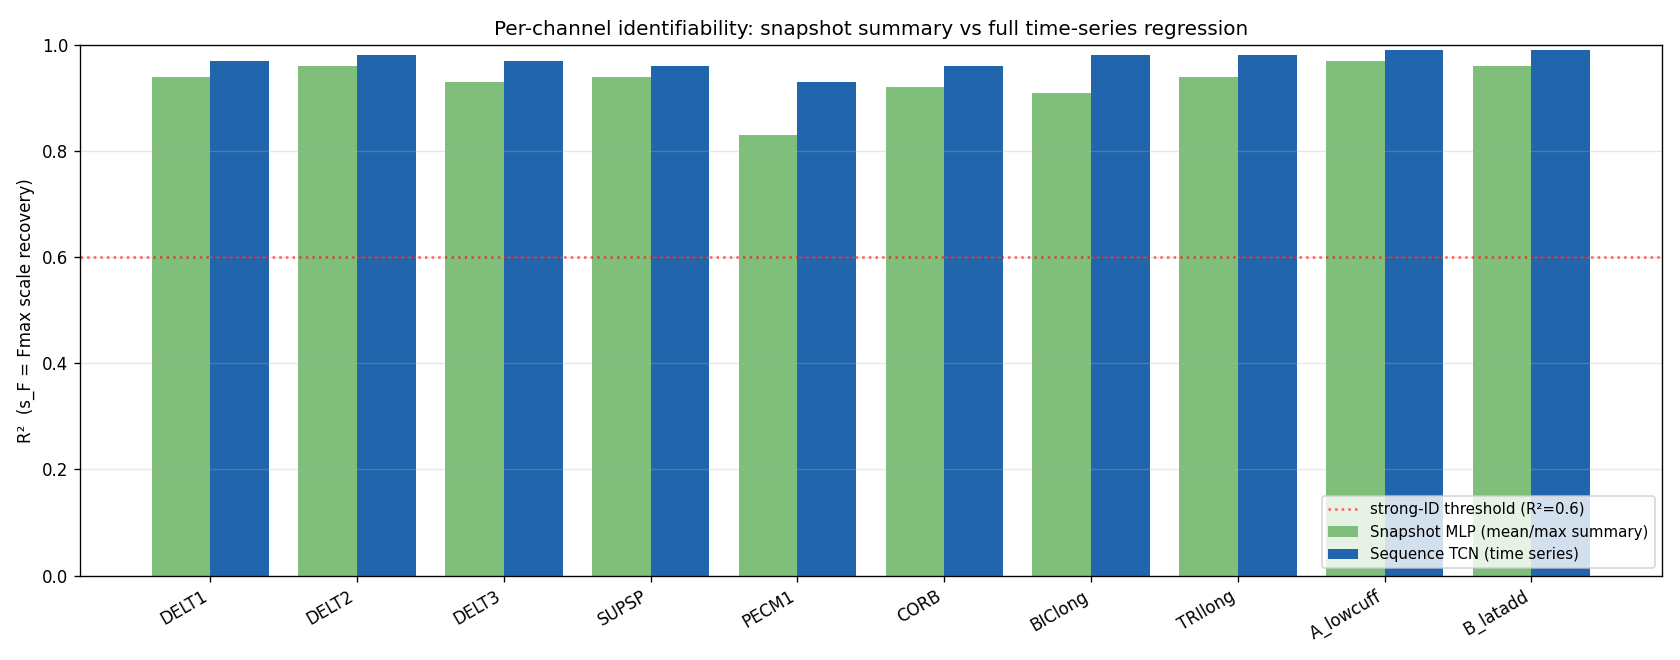 Per-channel identifiability: snapshot summary vs full time-series regression
R² (s_F = Fmax scale recovery)
1.0
0.8
0.6
0.4
0.2
0.0
strong-ID threshold (R²=0.6)
Snapshot MLP (mean/max summary)
Sequence TCN (time series)
DELT1
DELT2
DELT3
SUPSP
PECM1
CORB
BIClong
TRIlong
A_lowcuff
B_latadd